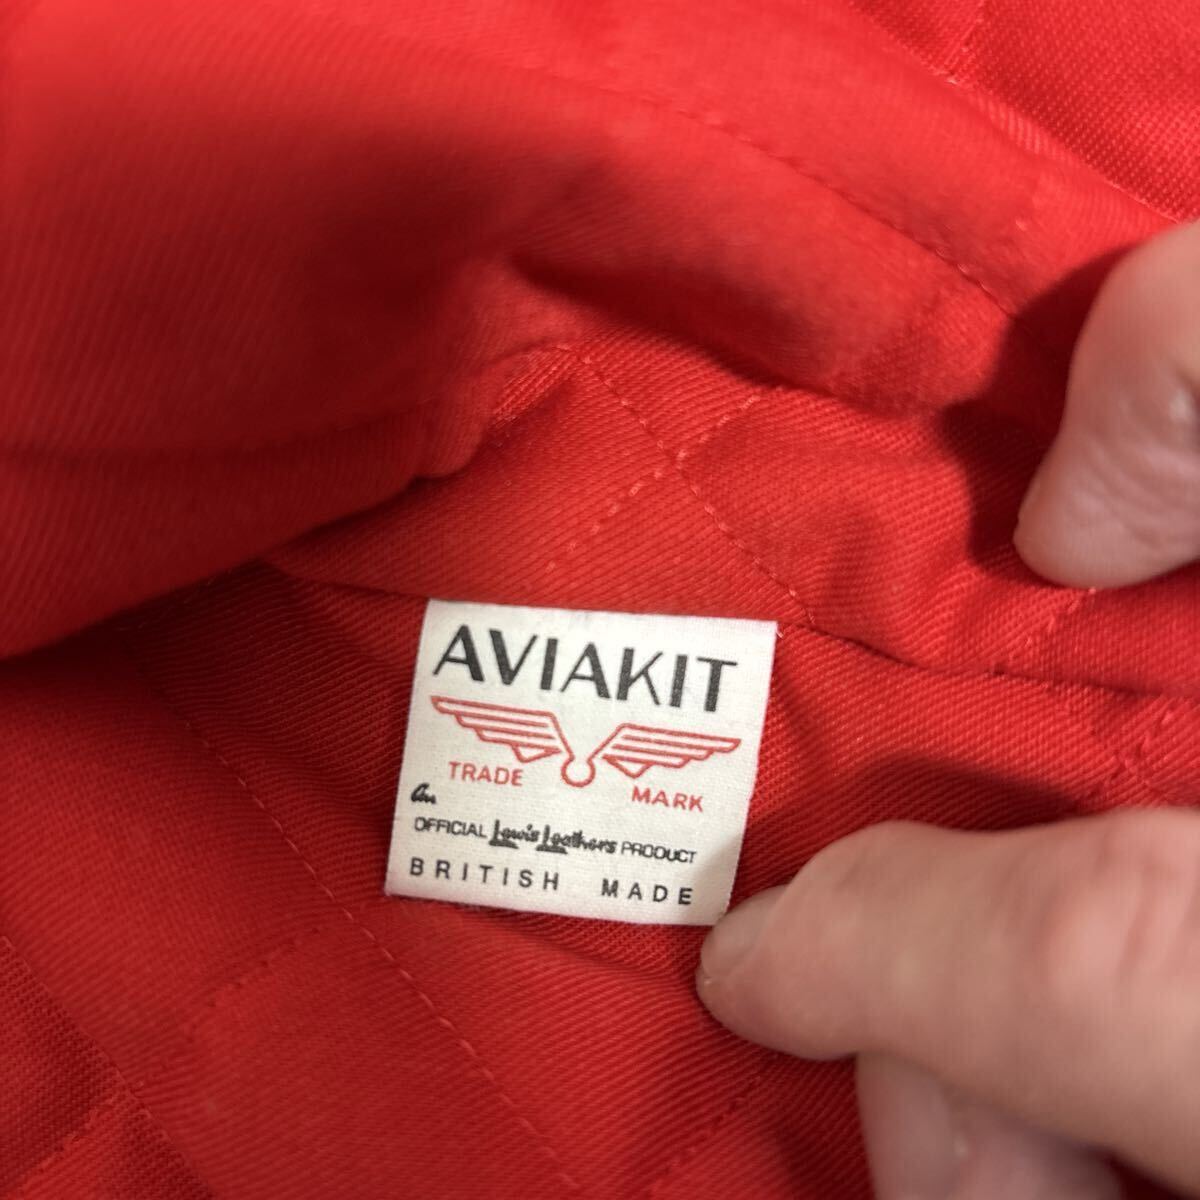 AVIAKIT
TRADE MARK
An
OFFICIAL Lewis Leathers PRODUCT
BRITISH MADE